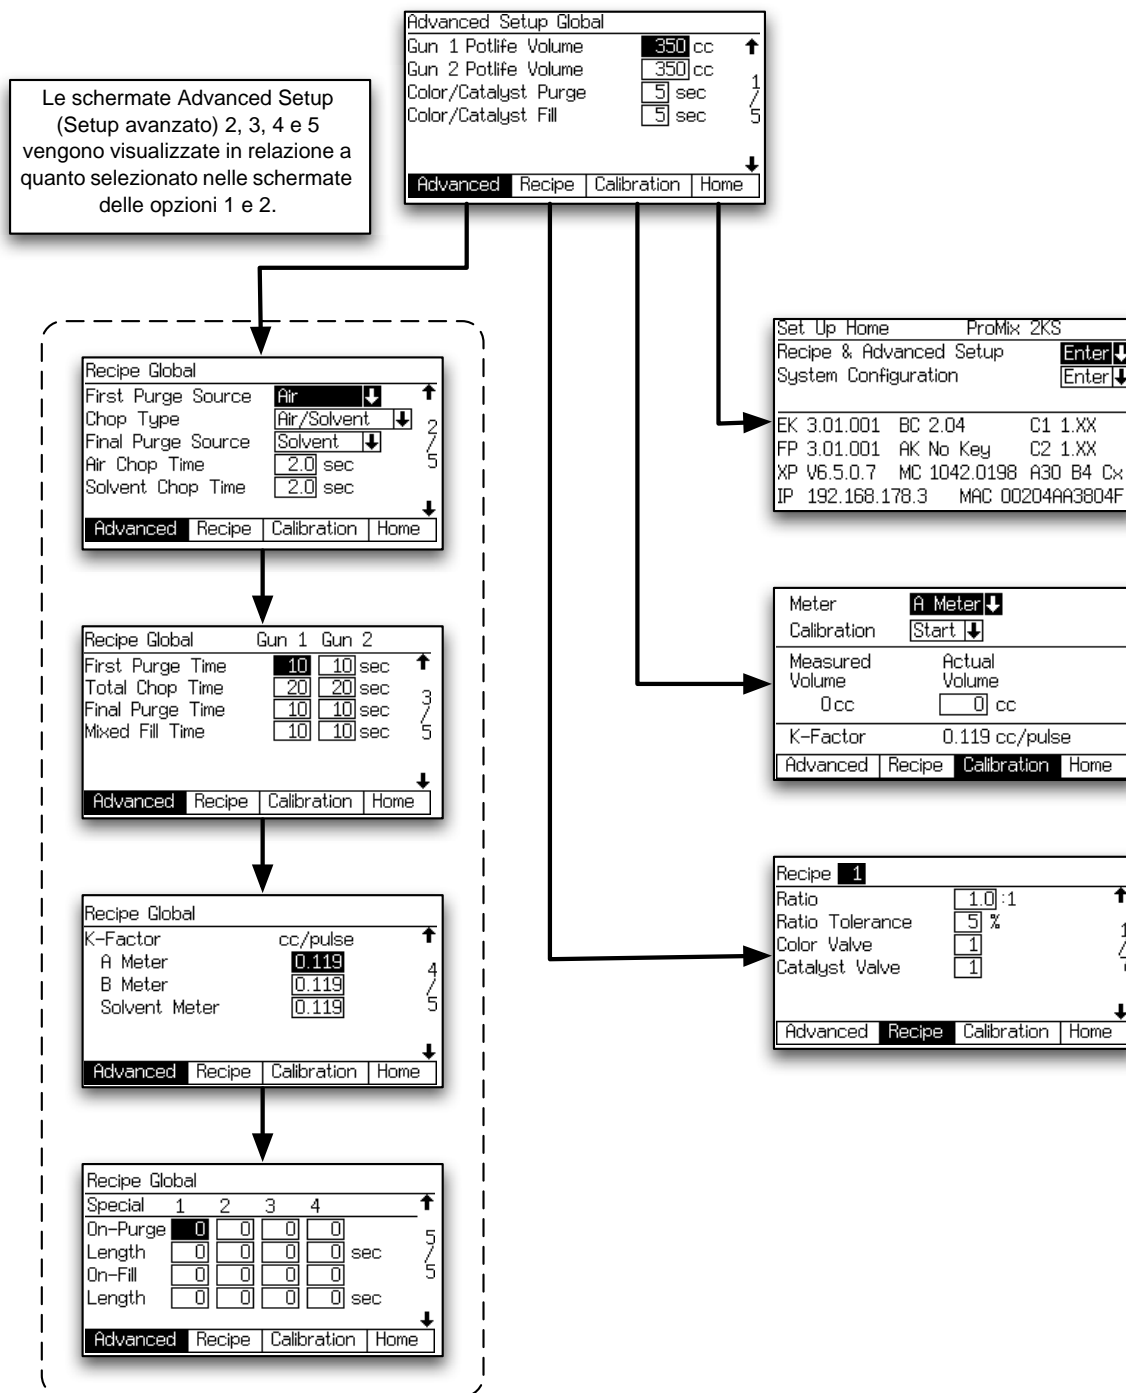 Advanced Setup Global
Gun 1 Potlife Volume 350 cc
Gun 2 Potlife Volume 350 cc
Color/Catalyst Purge 5 sec
Color/Catalyst Fill 5 sec
1/5
Advanced Recipe Calibration Home
Le schermate Advanced Setup
(Setup avanzato) 2, 3, 4 e 5
vengono visualizzate in relazione a
quanto selezionato nelle schermate
delle opzioni 1 e 2.
Recipe Global
First Purge Source Air
Chop Type Air/Solvent
Final Purge Source Solvent
Air Chop Time 2.0 sec
Solvent Chop Time 2.0 sec
2/5
Advanced Recipe Calibration Home
Recipe Global Gun 1 Gun 2
First Purge Time 10 10 sec
Total Chop Time 20 20 sec
Final Purge Time 10 10 sec
Mixed Fill Time 10 10 sec
3/5
Advanced Recipe Calibration Home
Recipe Global
K-Factor cc/pulse
A Meter 0.119
B Meter 0.119
Solvent Meter 0.119
4/5
Advanced Recipe Calibration Home
Recipe Global
Special 1 2 3 4
On-Purge 0 0 0 0
Length 0 0 0 0 sec
On-Fill 0 0 0 0
Length 0 0 0 0 sec
5/5
Advanced Recipe Calibration Home
Set Up Home ProMix 2KS
Recipe & Advanced Setup Enter
System Configuration Enter
EK 3.01.001 BC 2.04 C1 1.XX
FP 3.01.001 AK No Key C2 1.XX
XP V6.5.0.7 MC 1042.0198 A30 B4 Cx
IP 192.168.178.3 MAC 00204AA3804F
Meter A Meter
Calibration Start
Measured Actual
Volume Volume
0 cc 0 cc
K-Factor 0.119 cc/pulse
Advanced Recipe Calibration Home
Recipe 1
Ratio 1.0 :1
Ratio Tolerance 5 %
Color Valve 1
Catalyst Valve 1
Advanced Recipe Calibration Home